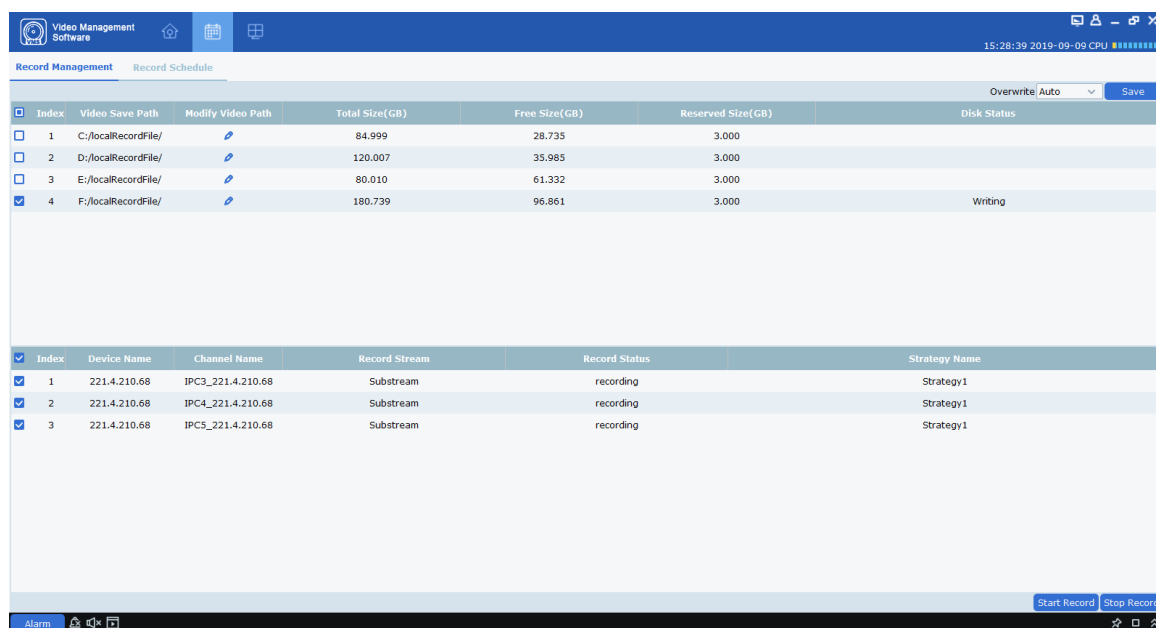 Video Management
Software
15:28:39 2019-09-09 CPU
Record Management Record Schedule
Overwrite Auto Save
Index Video Save Path Modify Video Path Total Size(GB) Free Size(GB) Reserved Size(GB) Disk Status
1 C:/localRecordFile/ 84.999 28.735 3.000
2 D:/localRecordFile/ 120.007 35.985 3.000
3 E:/localRecordFile/ 80.010 61.332 3.000
4 F:/localRecordFile/ 180.739 96.861 3.000 Writing
Index Device Name Channel Name Record Stream Record Status Strategy Name
1 221.4.210.68 IPC3_221.4.210.68 Substream recording Strategy1
2 221.4.210.68 IPC4_221.4.210.68 Substream recording Strategy1
3 221.4.210.68 IPC5_221.4.210.68 Substream recording Strategy1
Start Record Stop Record
Alarm